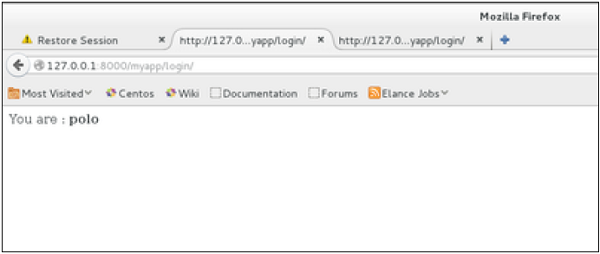 Mozilla Firefox
Restore Session × http://127.0...yapp/login/ × http://127.0...yapp/login/ ×
127.0.0.1:8000/myapp/login/
Most Visited Centos Wiki Documentation Forums Elance Jobs
You are : polo